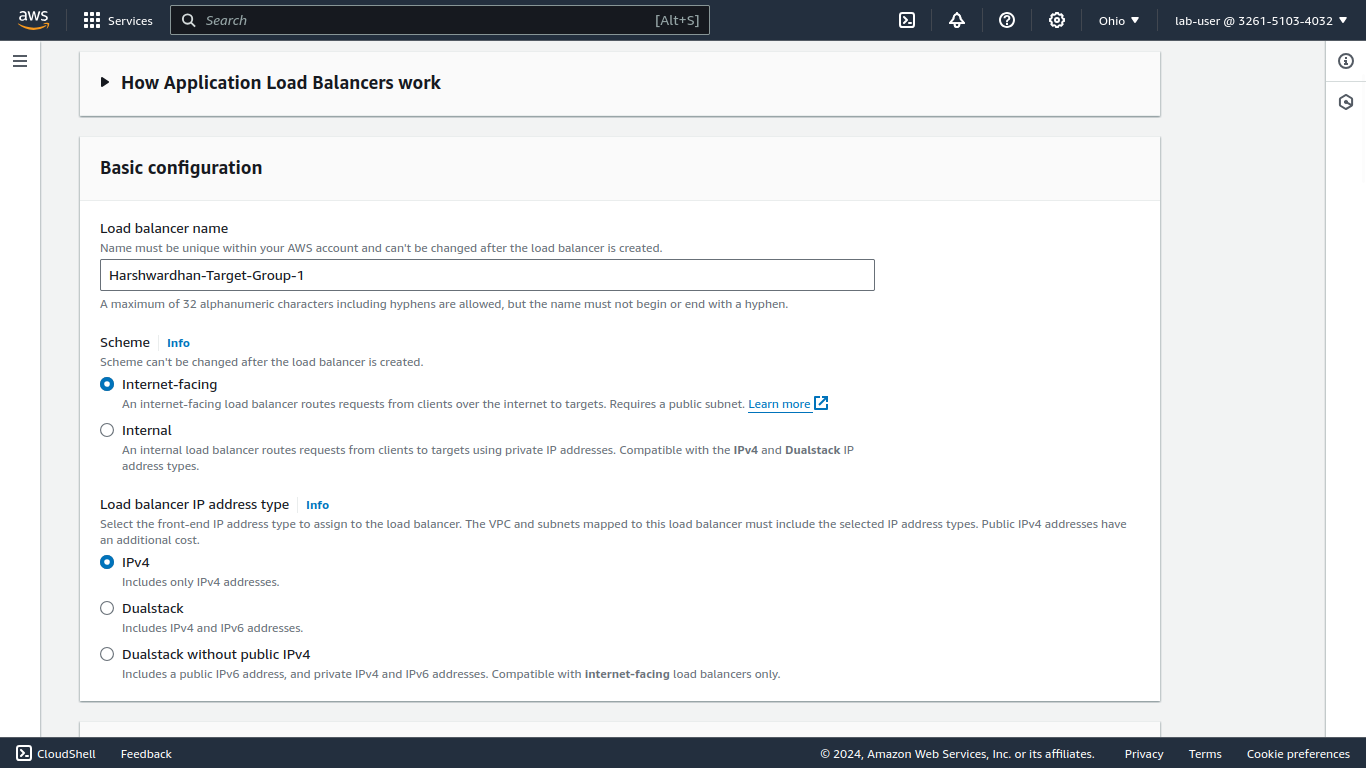 aws Services Search [Alt+S] Ohio lab-user @ 3261-5103-4032
How Application Load Balancers work
Basic configuration
Load balancer name
Name must be unique within your AWS account and can't be changed after the load balancer is created.
Harshwardhan-Target-Group-1
A maximum of 32 alphanumeric characters including hyphens are allowed, but the name must not begin or end with a hyphen.
Scheme Info
Scheme can't be changed after the load balancer is created.
Internet-facing
An internet-facing load balancer routes requests from clients over the internet to targets. Requires a public subnet. Learn more
Internal
An internal load balancer routes requests from clients to targets using private IP addresses. Compatible with the IPv4 and Dualstack IP
address types.
Load balancer IP address type Info
Select the front-end IP address type to assign to the load balancer. The VPC and subnets mapped to this load balancer must include the selected IP address types. Public IPv4 addresses have
an additional cost.
IPv4
Includes only IPv4 addresses.
Dualstack
Includes IPv4 and IPv6 addresses.
Dualstack without public IPv4
Includes a public IPv6 address, and private IPv4 and IPv6 addresses. Compatible with internet-facing load balancers only.
CloudShell Feedback © 2024, Amazon Web Services, Inc. or its affiliates. Privacy Terms Cookie preferences